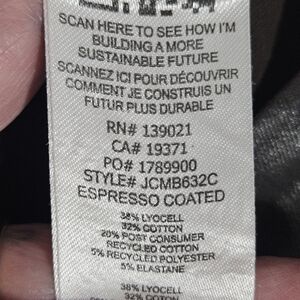 SCAN HERE TO SEE HOW I'M
BUILDING A MORE
SUSTAINABLE FUTURE
SCANNEZ ICI POUR DÉCOUVRIR
COMMENT JE CONSTRUIS UN
FUTUR PLUS DURABLE
RN# 139021
CA# 19371
PO# 1789900
STYLE# JCMB632C
ESPRESSO COATED
38% LYOCELL
32% COTTON
20% POST CONSUMER
RECYCLED COTTON
5% RECYCLED POLYESTER
5% ELASTANE
38% LYOCELL
32% COTTON